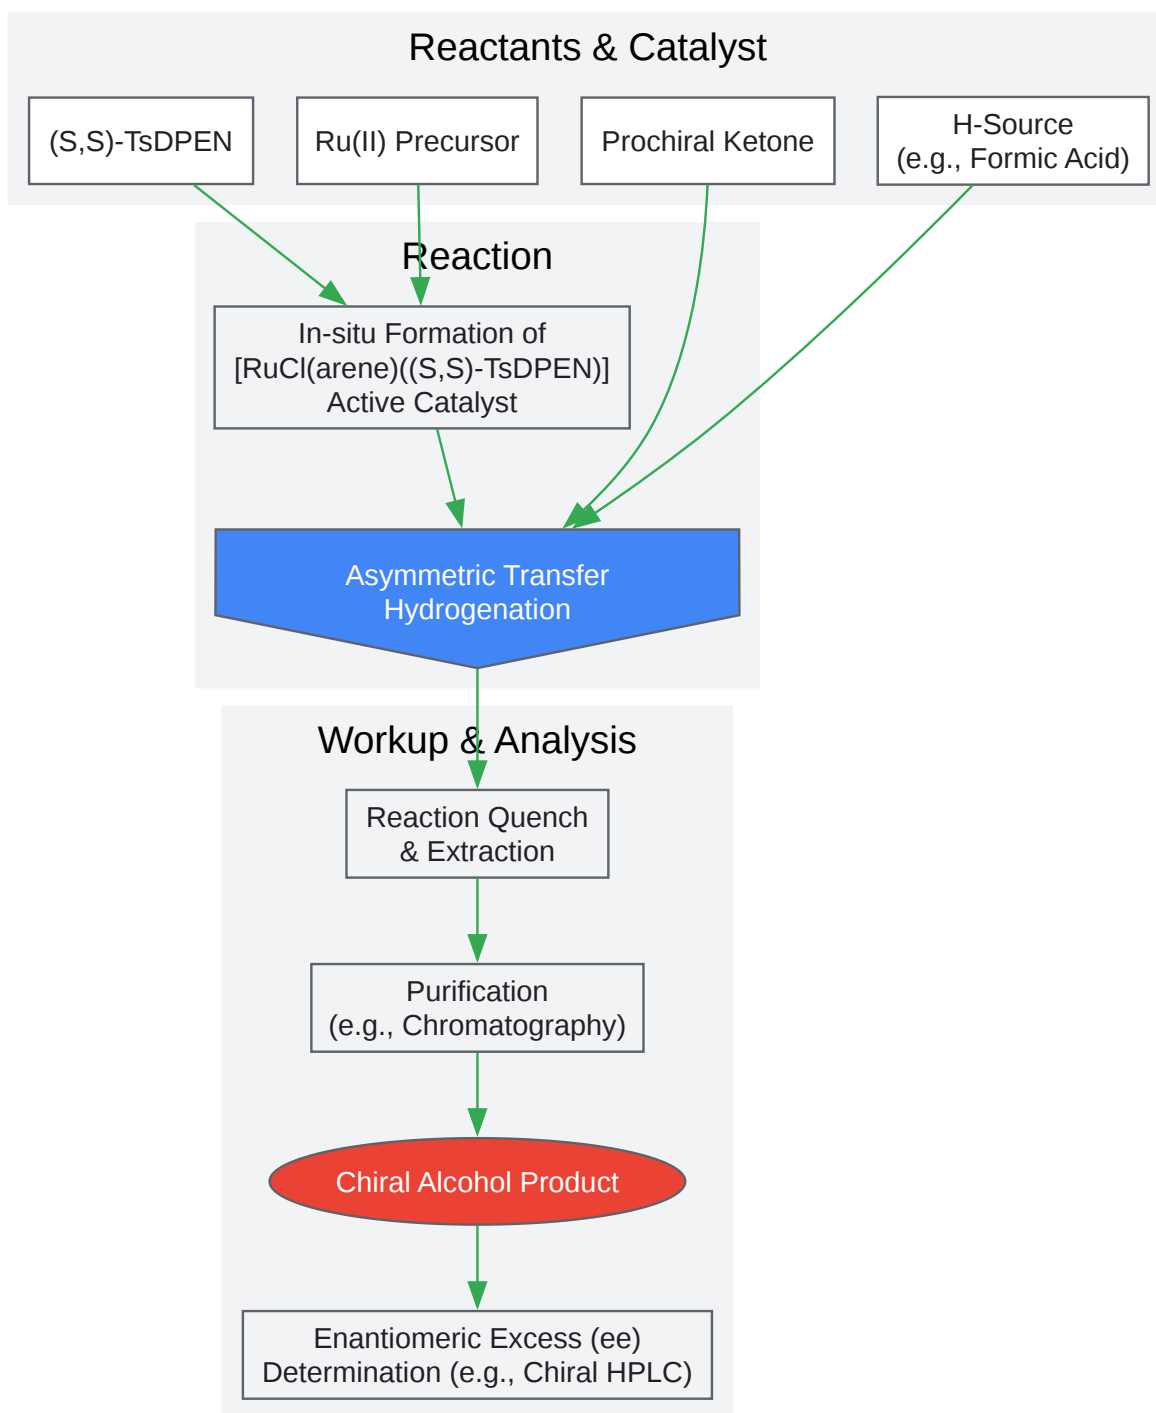 Reactants & Catalyst
(S,S)-TsDPEN
Ru(II) Precursor
Prochiral Ketone
H-Source
(e.g., Formic Acid)
Reaction
In-situ Formation of
[RuCl(arene)((S,S)-TsDPEN)]
Active Catalyst
Asymmetric Transfer
Hydrogenation
Workup & Analysis
Reaction Quench
& Extraction
Purification
(e.g., Chromatography)
Chiral Alcohol Product
Enantiomeric Excess (ee)
Determination (e.g., Chiral HPLC)